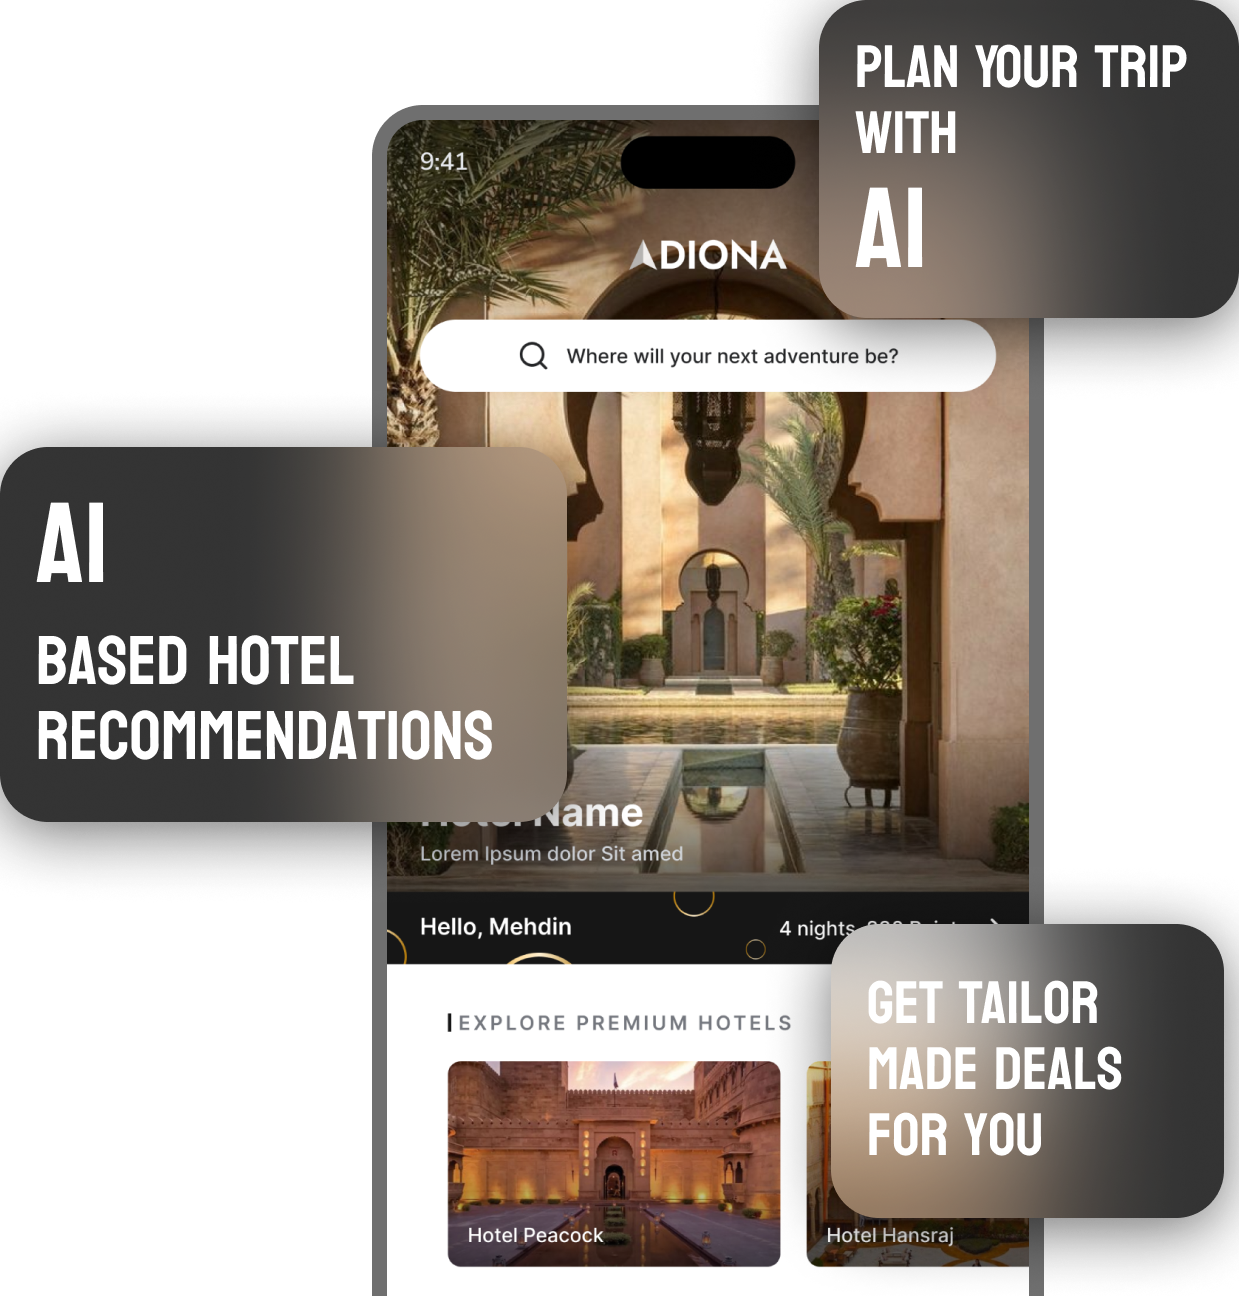 PLAN YOUR TRIP
WITH
AI
9:41
ADIONA
Where will your next adventure be?
AI
BASED HOTEL
RECOMMENDATIONS
Name
Lorem Ipsum dolor Sit amed
Hello, Mehdin
4 nights,
GET TAILOR
MADE DEALS
FOR YOU
EXPLORE PREMIUM HOTELS
Hotel Peacock
Hotel Hansraj